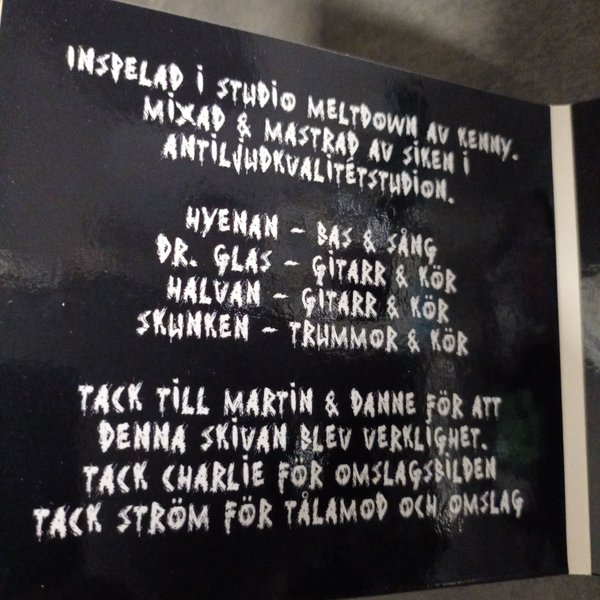 INSPELAD I STUDIO MELTDOWN AV KENNY.
MIXAD & MASTRAD AV SIKEN I
ANTILJUDKVALITÉTSTUDION.
HYENAN – BAS & SÅNG
DR. GLAS – GITARR & KÖR
HALVAN – GITARR & KÖR
SKUNKEN – TRUMMOR & KÖR
TACK TILL MARTIN & DANNE FÖR ATT
DENNA SKIVAN BLEV VERKLIGHET.
TACK CHARLIE FÖR OMSLAGSBILDEN
TACK STRÖM FÖR TÅLAMOD OCH OMSLAG